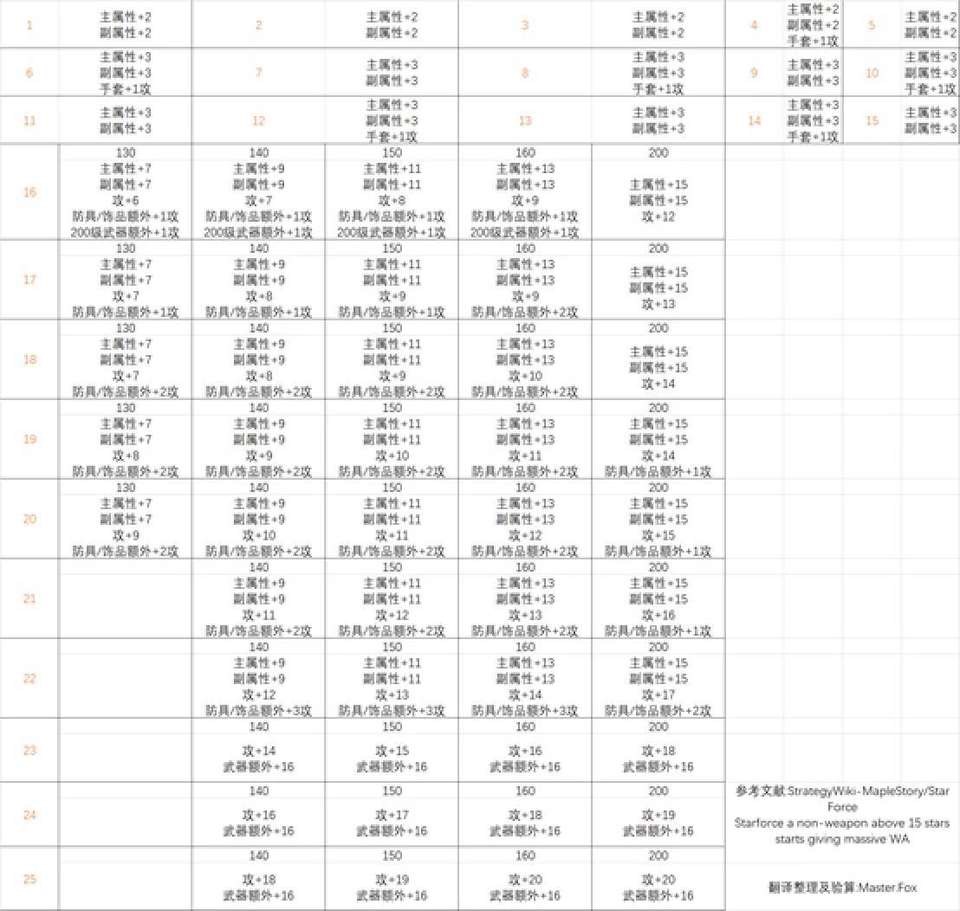 1 主属性+2 2 主属性+2 3 主属性+2 4 主属性+2 5 主属性+2
副属性+2 副属性+2 副属性+2 副属性+2 副属性+2
手套+1攻
6 主属性+3 7 主属性+3 8 主属性+3 9 主属性+3 10 主属性+3
副属性+3 副属性+3 副属性+3 副属性+3 副属性+3
手套+1攻 手套+1攻 手套+1攻
11 主属性+3 12 主属性+3 13 主属性+3 14 主属性+3 15 主属性+3
副属性+3 副属性+3 副属性+3 副属性+3 副属性+3
手套+1攻 手套+1攻
16 130 140 150 160 200
主属性+7 主属性+9 主属性+11 主属性+13 主属性+15
副属性+7 副属性+9 副属性+11 副属性+13 副属性+15
攻+6 攻+7 攻+8 攻+9 攻+12
防具/饰品额外+1攻 防具/饰品额外+1攻 防具/饰品额外+1攻 防具/饰品额外+1攻
200级武器额外+1攻 200级武器额外+1攻 200级武器额外+1攻 200级武器额外+1攻
17 130 140 150 160 200
主属性+7 主属性+9 主属性+11 主属性+13 主属性+15
副属性+7 副属性+9 副属性+11 副属性+13 副属性+15
攻+7 攻+8 攻+9 攻+9 攻+13
防具/饰品额外+1攻 防具/饰品额外+1攻 防具/饰品额外+1攻 防具/饰品额外+2攻
18 130 140 150 160 200
主属性+7 主属性+9 主属性+11 主属性+13 主属性+15
副属性+7 副属性+9 副属性+11 副属性+13 副属性+15
攻+7 攻+8 攻+9 攻+10 攻+14
防具/饰品额外+2攻 防具/饰品额外+2攻 防具/饰品额外+2攻 防具/饰品额外+2攻
19 130 140 150 160 200
主属性+7 主属性+9 主属性+11 主属性+13 主属性+15
副属性+7 副属性+9 副属性+11 副属性+13 副属性+15
攻+8 攻+9 攻+10 攻+11 攻+14
防具/饰品额外+2攻 防具/饰品额外+2攻 防具/饰品额外+2攻 防具/饰品额外+2攻 防具/饰品额外+1攻
20 130 140 150 160 200
主属性+7 主属性+9 主属性+11 主属性+13 主属性+15
副属性+7 副属性+9 副属性+11 副属性+13 副属性+15
攻+9 攻+10 攻+11 攻+12 攻+15
防具/饰品额外+2攻 防具/饰品额外+2攻 防具/饰品额外+2攻 防具/饰品额外+2攻 防具/饰品额外+1攻
21 140 150 160 200
主属性+9 主属性+11 主属性+13 主属性+15
副属性+9 副属性+11 副属性+13 副属性+15
攻+11 攻+12 攻+13 攻+16
防具/饰品额外+2攻 防具/饰品额外+2攻 防具/饰品额外+2攻 防具/饰品额外+1攻
22 140 150 160 200
主属性+9 主属性+11 主属性+13 主属性+15
副属性+9 副属性+11 副属性+13 副属性+15
攻+12 攻+13 攻+14 攻+17
防具/饰品额外+3攻 防具/饰品额外+3攻 防具/饰品额外+3攻 防具/饰品额外+2攻
23 140 150 160 200
攻+14 攻+15 攻+16 攻+18
武器额外+16 武器额外+16 武器额外+16 武器额外+16
24 140 150 160 200
攻+16 攻+17 攻+18 攻+19
武器额外+16 武器额外+16 武器额外+16 武器额外+16
参考文献:StrategyWiki-MapleStory/Star
Force
Starforce a non-weapon above 15 stars
starts giving massive WA
25 140 150 160 200
攻+18 攻+19 攻+20 攻+20
武器额外+16 武器额外+16 武器额外+16 武器额外+16
翻译整理及验算:Master.Fox